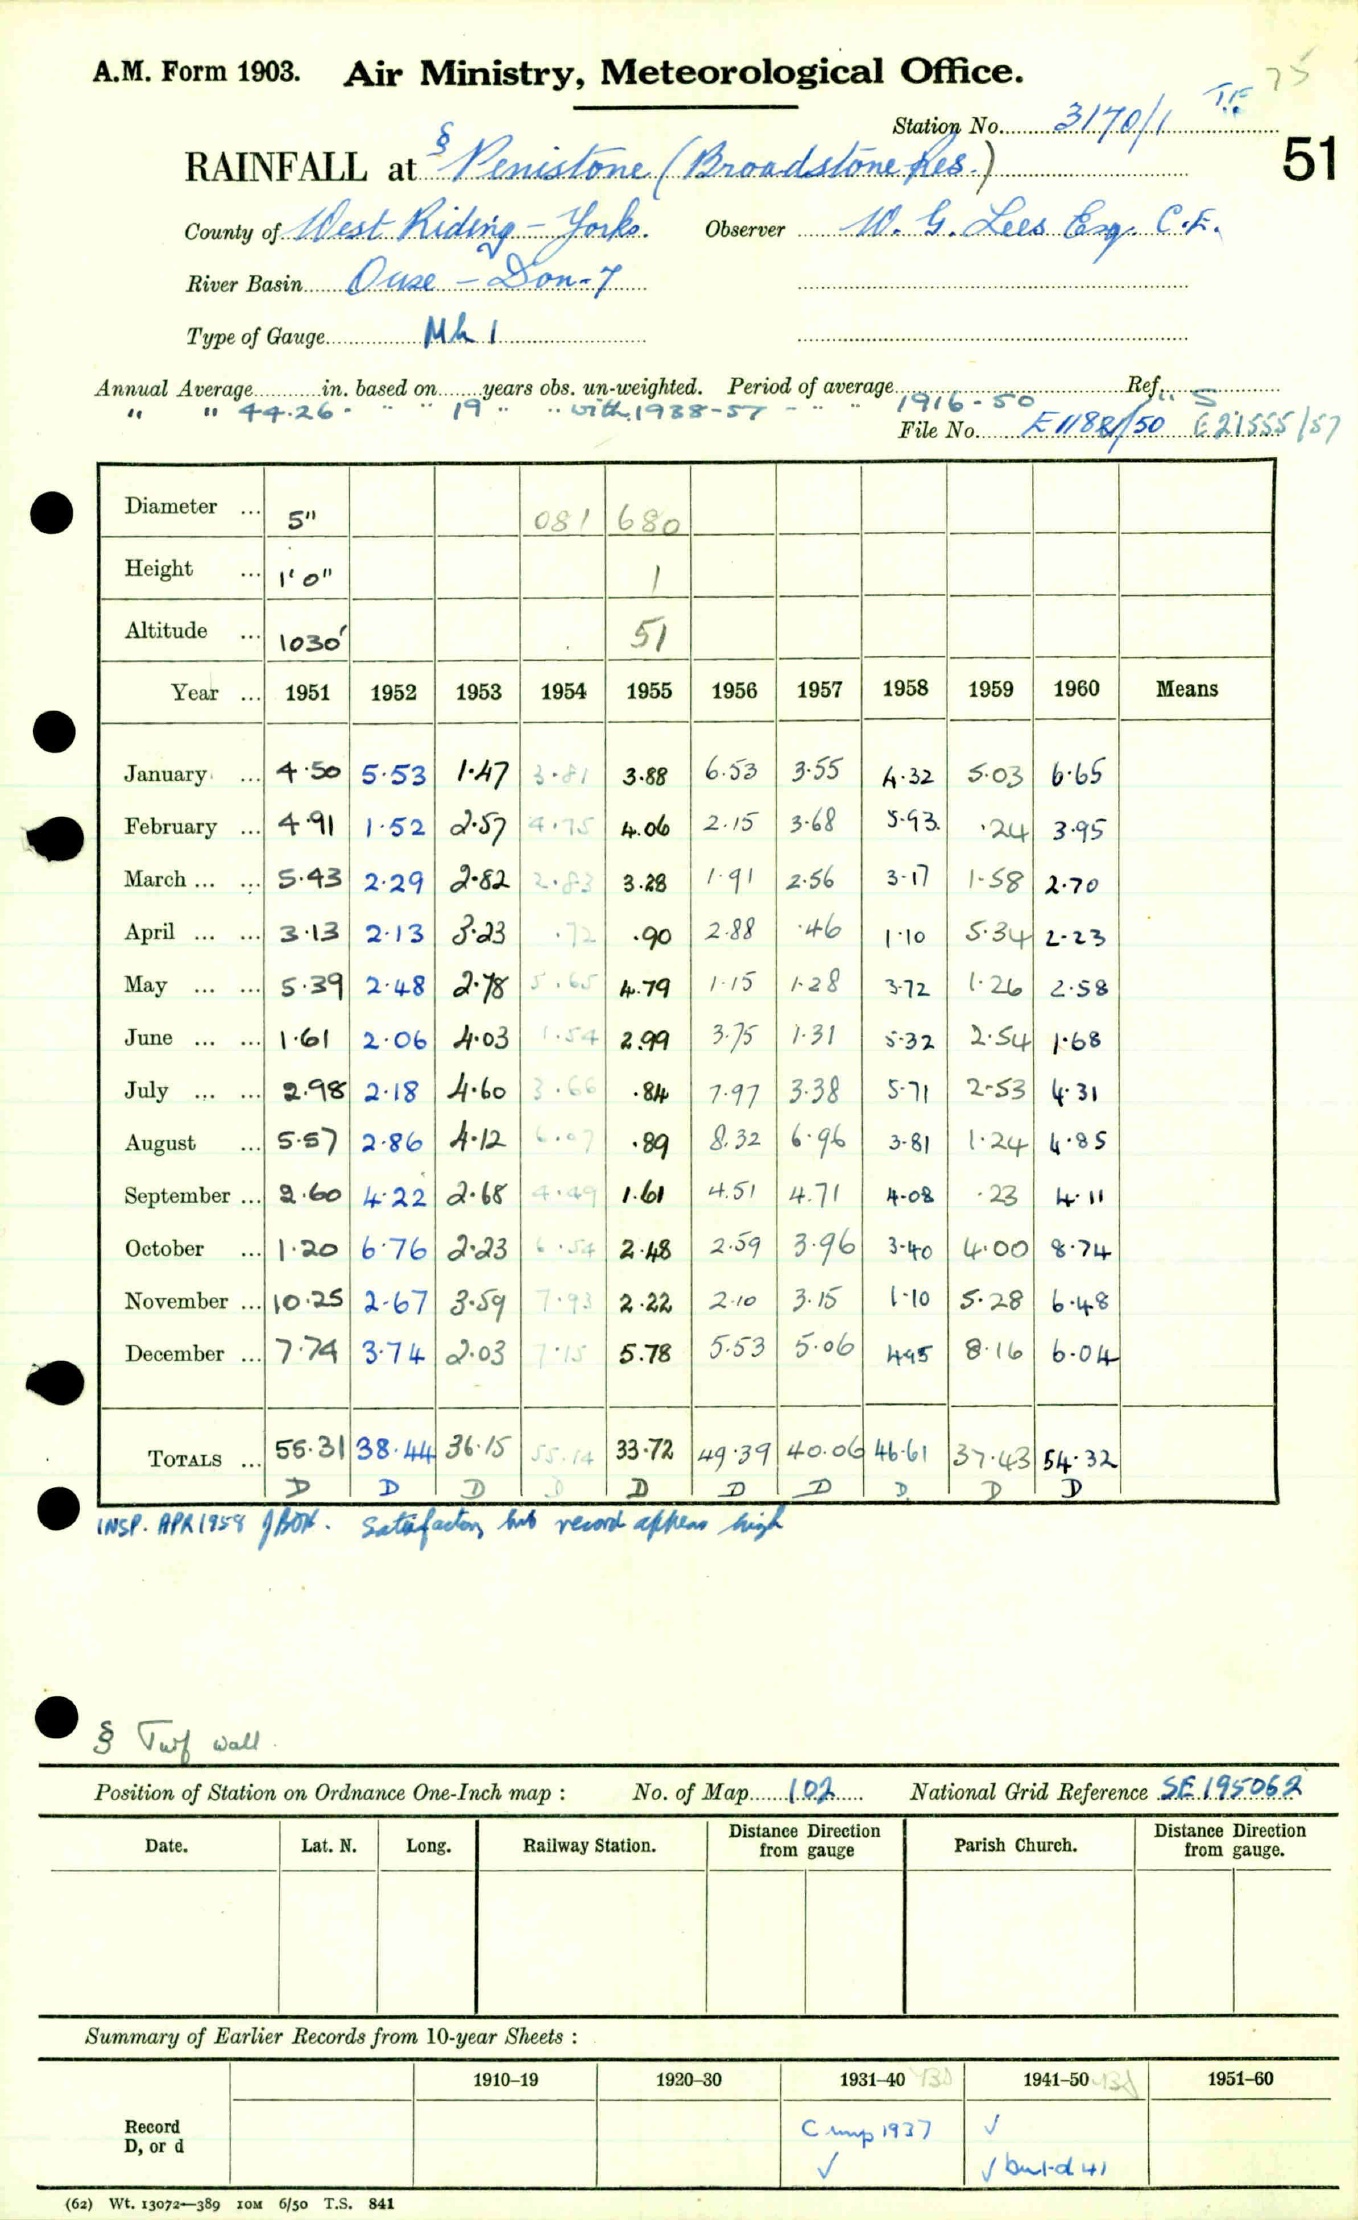 A.M. Form 1903. Air Ministry, Meteorological Office. 75
Station No. 3170/1 T.F.
RAINFALL at § Penistone (Broadstone Res.) 51
County of West Riding - Yorks. Observer W. G. Lees Esq. C.E.
River Basin Ouse - Don - 7
Type of Gauge Mk 1
Annual Average in. based on years obs. un-weighted. Period of average Ref.
" " 44.26 " " 19 " " with 1938-57 - " " 1916-50 " S
File No. E1188/50 E21555/57
Diameter ... 5" 081 680
Height ... 1' 0" 1
Altitude ... 1030' 51
Year ... 1951 1952 1953 1954 1955 1956 1957 1958 1959 1960 Means
January ... 4.50 5.53 1.47 3.81 3.88 6.53 3.55 4.32 5.03 6.65
February ... 4.91 1.52 2.57 4.75 4.06 2.15 3.68 5.93 .24 3.95
March ... ... 5.43 2.29 2.82 2.83 3.28 1.91 2.56 3.17 1.58 2.70
April ... ... 3.13 2.13 3.23 .72 .90 2.88 .46 1.10 5.34 2.23
May ... ... 5.39 2.48 2.78 5.65 4.79 1.15 1.28 3.72 1.26 2.58
June ... ... 1.61 2.06 4.03 1.54 2.99 3.75 1.31 5.32 2.54 1.68
July ... ... 2.98 2.18 4.60 3.66 .84 7.97 3.38 5.71 2.53 4.31
August ... 5.57 2.86 4.12 6.07 .89 8.32 6.96 3.81 1.24 4.85
September ... 2.60 4.22 2.68 4.49 1.61 4.51 4.71 4.08 .23 4.11
October ... 1.20 6.76 2.23 6.54 2.48 2.59 3.96 3.40 4.00 8.74
November ... 10.25 2.67 3.59 7.93 2.22 2.10 3.15 1.10 5.28 6.48
December ... 7.74 3.74 2.03 7.15 5.78 5.53 5.06 4.95 8.16 6.04
TOTALS ... 55.31 38.44 36.15 55.14 33.72 49.39 40.06 46.61 37.43 54.32
D D D D D D D D D D
INSP. APR 1958 Satisfactory but record appears high
§ Turf wall
Position of Station on Ordnance One-Inch map : No. of Map 102 National Grid Reference SE 195062
Date. Lat. N. Long. Railway Station. Distance Direction from gauge Parish Church. Distance Direction from gauge.
Summary of Earlier Records from 10-year Sheets :
1910–19 1920–30 1931–40 1941–50 1951–60
Record D, or d Cmp 1937 ✓
✓ ✓ but d 41
(62) Wt. 13072—389 10M 6/50 T.S. 841